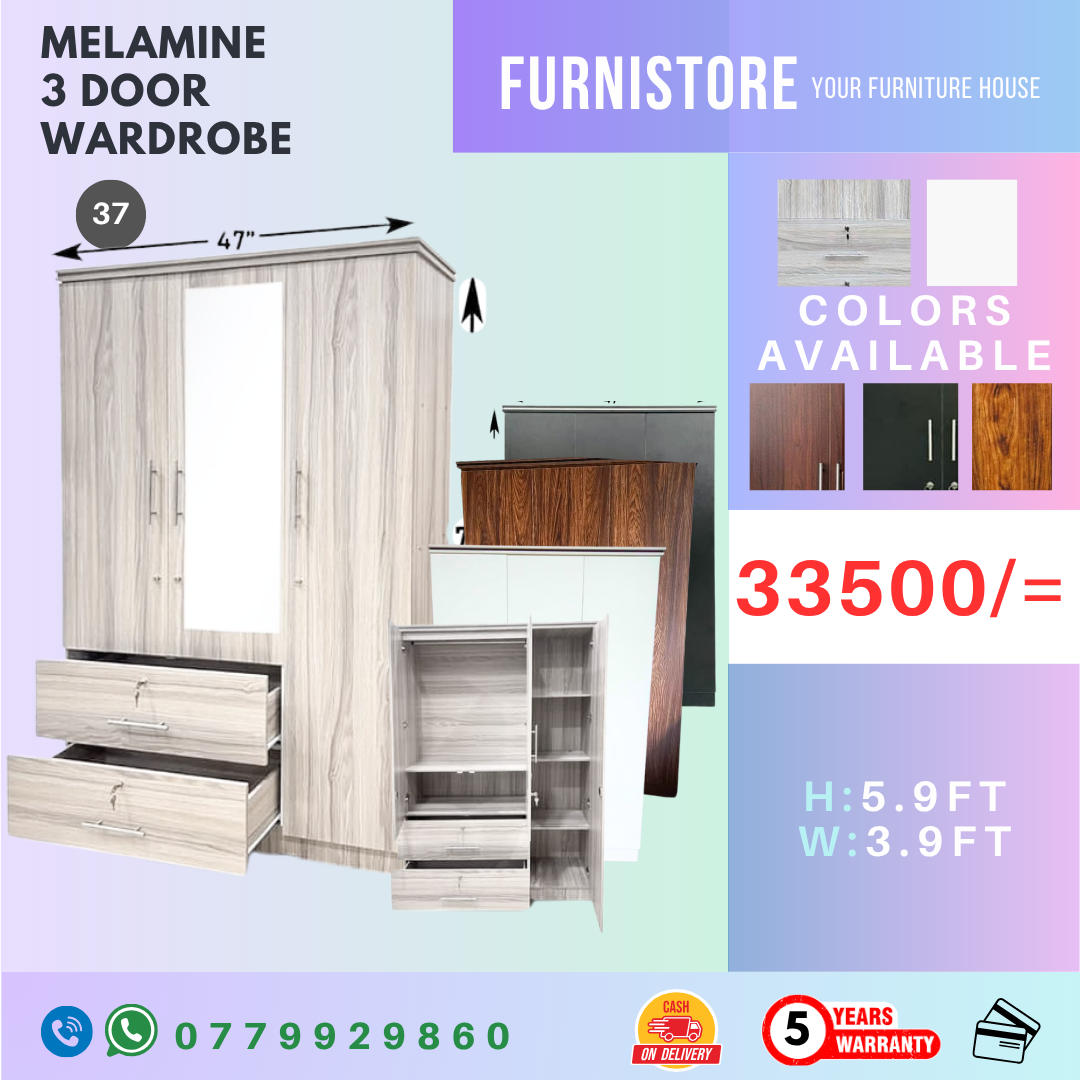 MELAMINE
3 DOOR
WARDROBE
FURNISTORE YOUR FURNITURE HOUSE
37
47"
COLORS
AVAILABLE
33500/=
H:5.9FT
W:3.9FT
0779929860
CASH
ON DELIVERY
5 YEARS
WARRANTY